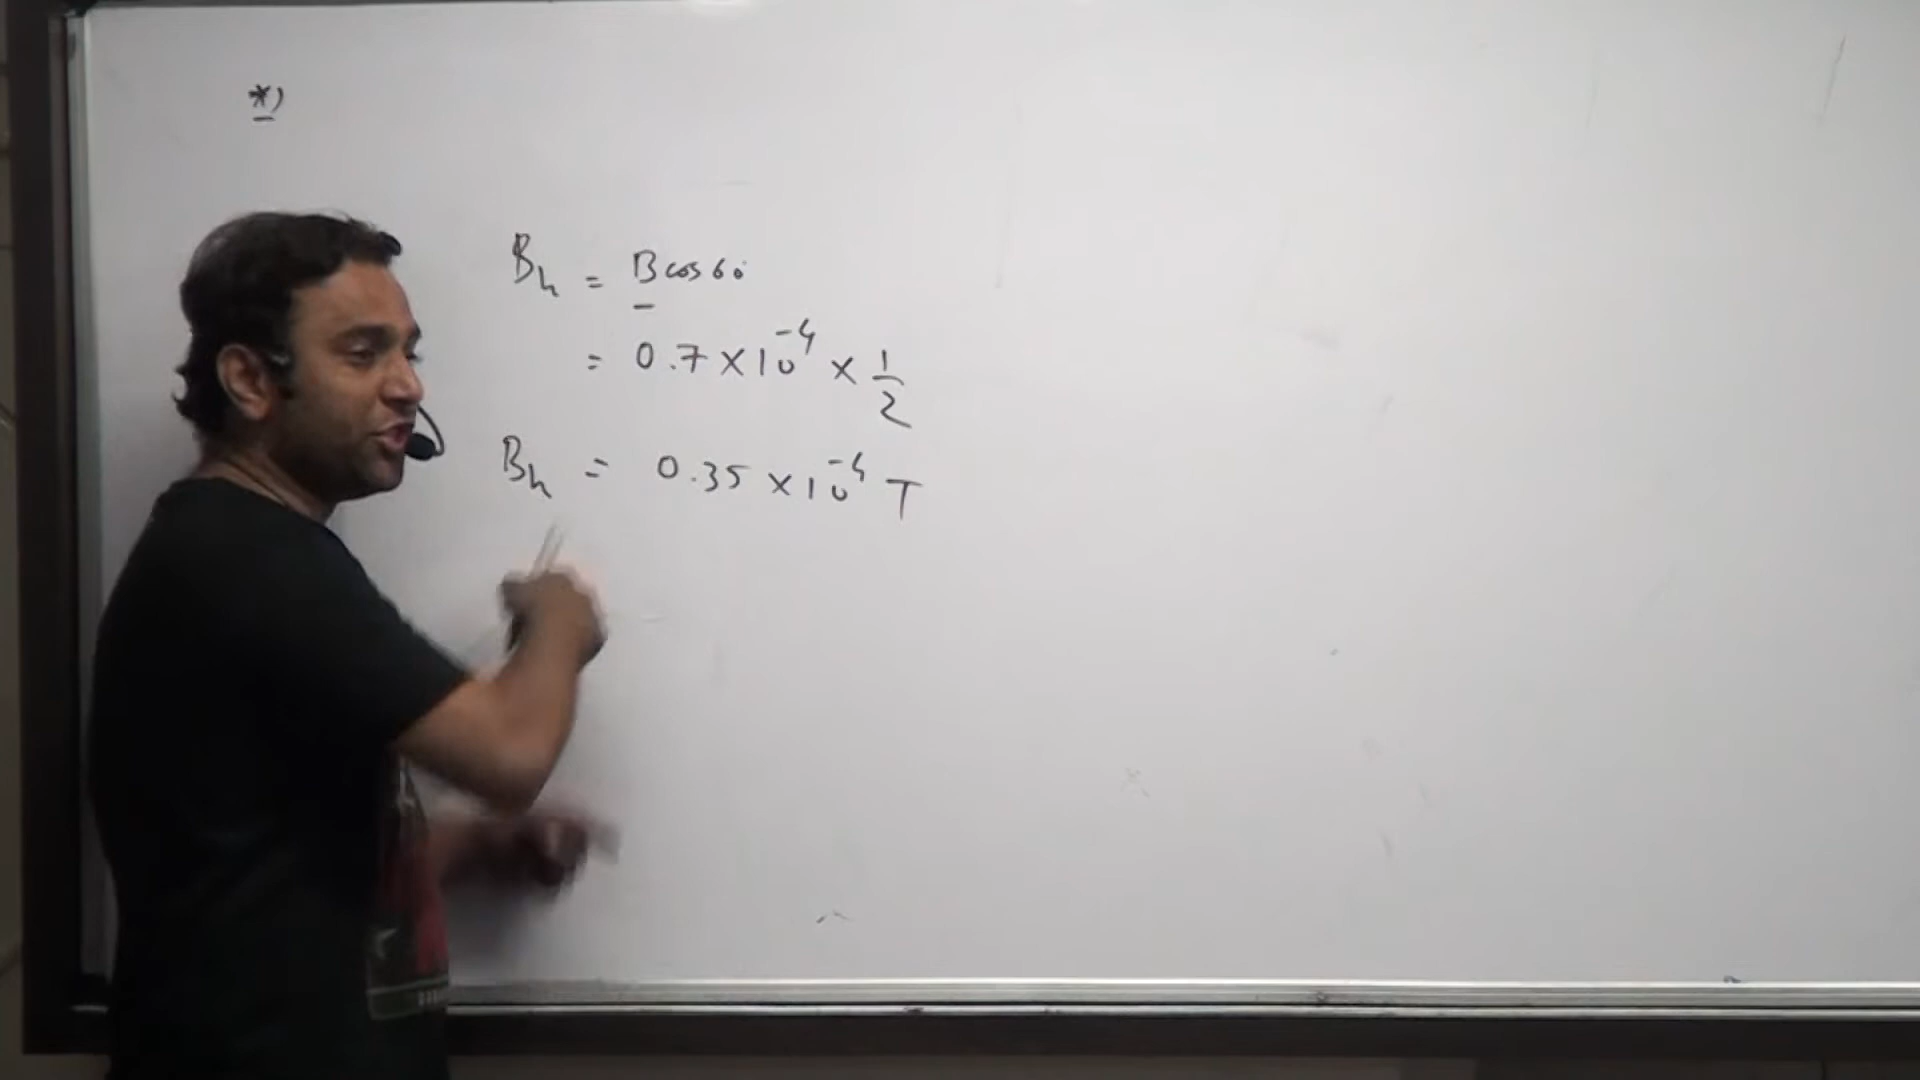 *)
Bh = B cos 60°
= 0.7 × 10⁻⁴ × 1/2
Bh = 0.35 × 10⁻⁴ T